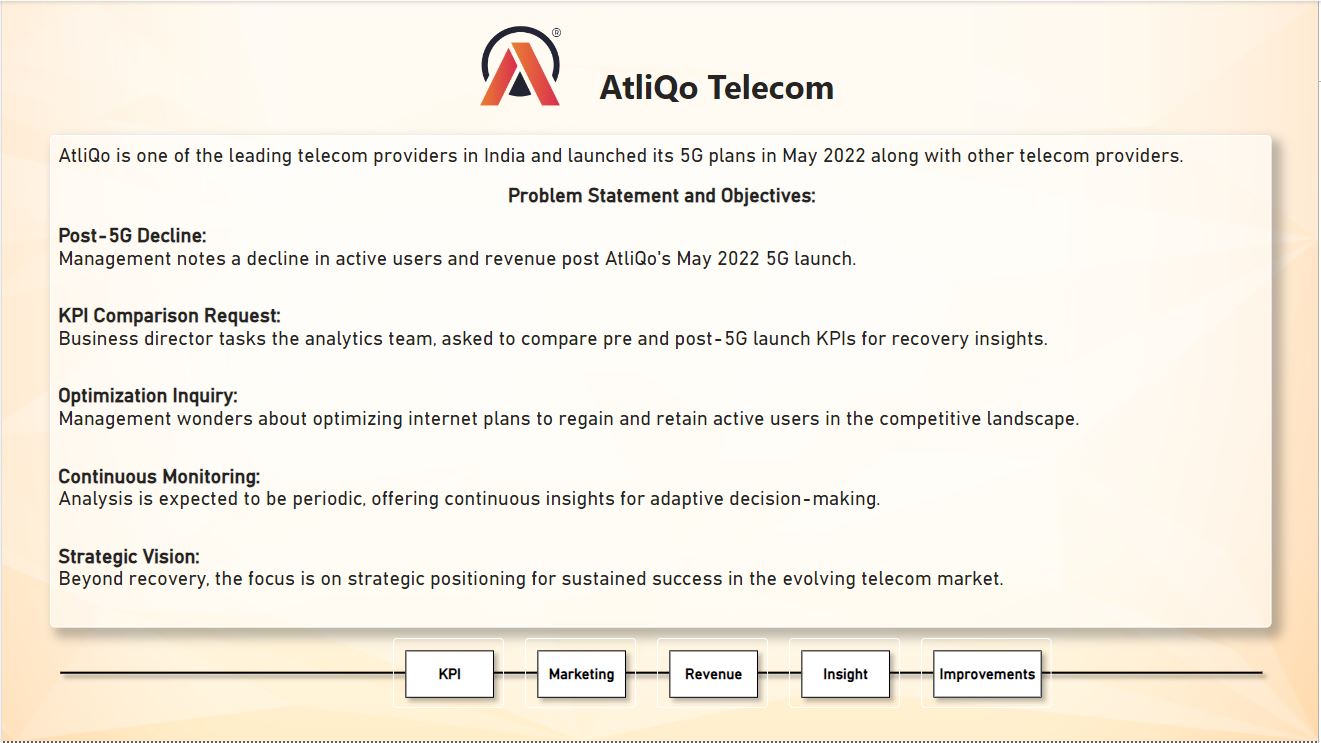 ®
AtliQo Telecom
AtliQo is one of the leading telecom providers in India and launched its 5G plans in May 2022 along with other telecom providers.
Problem Statement and Objectives:
Post-5G Decline:
Management notes a decline in active users and revenue post AtliQo's May 2022 5G launch.
KPI Comparison Request:
Business director tasks the analytics team, asked to compare pre and post-5G launch KPIs for recovery insights.
Optimization Inquiry:
Management wonders about optimizing internet plans to regain and retain active users in the competitive landscape.
Continuous Monitoring:
Analysis is expected to be periodic, offering continuous insights for adaptive decision-making.
Strategic Vision:
Beyond recovery, the focus is on strategic positioning for sustained success in the evolving telecom market.
KPI Marketing Revenue Insight Improvements